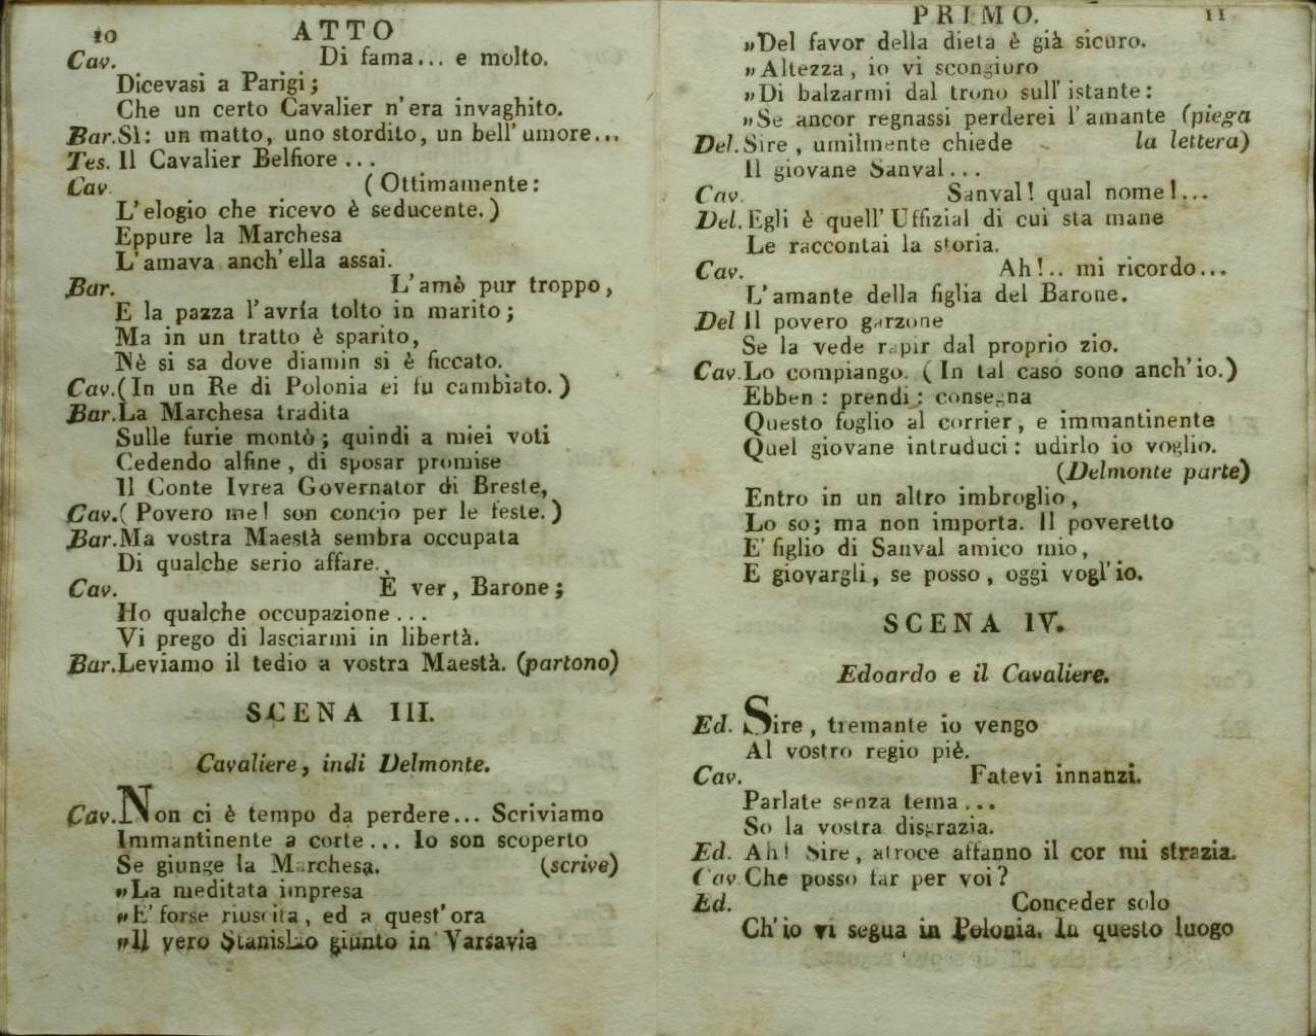 10 ATTO
Cav. Di fama... e molto.
Dicevasi a Parigi;
Che un certo Cavalier n'era invaghito.
Bar. Sì: un matto, uno stordito, un bell'umore...
Tes. Il Cavalier Belfiore...
Cav. (Ottimamente:
L'elogio che ricevo è seducente.)
Eppure la Marchesa
L'amava anch'ella assai.
Bar. L'amò pur troppo,
E la pazza l'avría tolto in marito;
Ma in un tratto è sparito,
Nè si sa dove diamin si è ficcato.
Cav. (In un Re di Polonia ei fu cambiato.)
Bar. La Marchesa tradita
Sulle furie montò; quindi a miei voti
Cedendo alfine, di sposar promise
Il Conte Ivrea Governator di Breste,
Cav. (Povero me! son concio per le feste.)
Bar. Ma vostra Maestà sembra occupata
Di qualche serio affare.
Cav. È ver, Barone;
Ho qualche occupazione...
Vi prego di lasciarmi in libertà.
Bar. Leviamo il tedio a vostra Maestà. (partono)
SCENA III.
Cavaliere, indi Delmonte.
Cav. Non ci è tempo da perdere... Scriviamo
Immantinente a corte... Io son scoperto
Se giunge la Marchesa. (scrive)
„La meditata impresa
„E' forse riuscita, ed a quest'ora
„Il vero Stanislao giunto in Varsavia
PRIMO. 11
„Del favor della dieta è già sicuro.
„Altezza, io vi scongiuro
„Di balzarmi dal trono sull'istante:
„Se ancor regnassi perderei l'amante (piega
Del. Sire, umilmente chiede la lettera)
Il giovane Sanval...
Cav. Sanval! qual nome!...
Del. Egli è quell'Uffizial di cui sta mane
Le raccontai la storia.
Cav. Ah!.. mi ricordo...
L'amante della figlia del Barone.
Del Il povero garzone
Se la vede rapir dal proprio zio.
Cav. Lo compiango. (In tal caso sono anch'io.)
Ebben: prendi: consegna
Questo foglio al corrier, e immantinente
Quel giovane intruduci: udirlo io voglio.
(Delmonte parte)
Entro in un altro imbroglio,
Lo so; ma non importa. Il poveretto
E' figlio di Sanval amico mio,
E giovargli, se posso, oggi vogl'io.
SCENA IV.
Edoardo e il Cavaliere.
Ed. Sire, tremante io vengo
Al vostro regio piè.
Cav. Fatevi innanzi.
Parlate senza tema...
So la vostra disgrazia.
Ed. Ah! Sire, atroce affanno il cor mi strazia.
Cav. Che posso far per voi?
Ed. Conceder solo
Ch'io vi segua in Polonia. In questo luogo